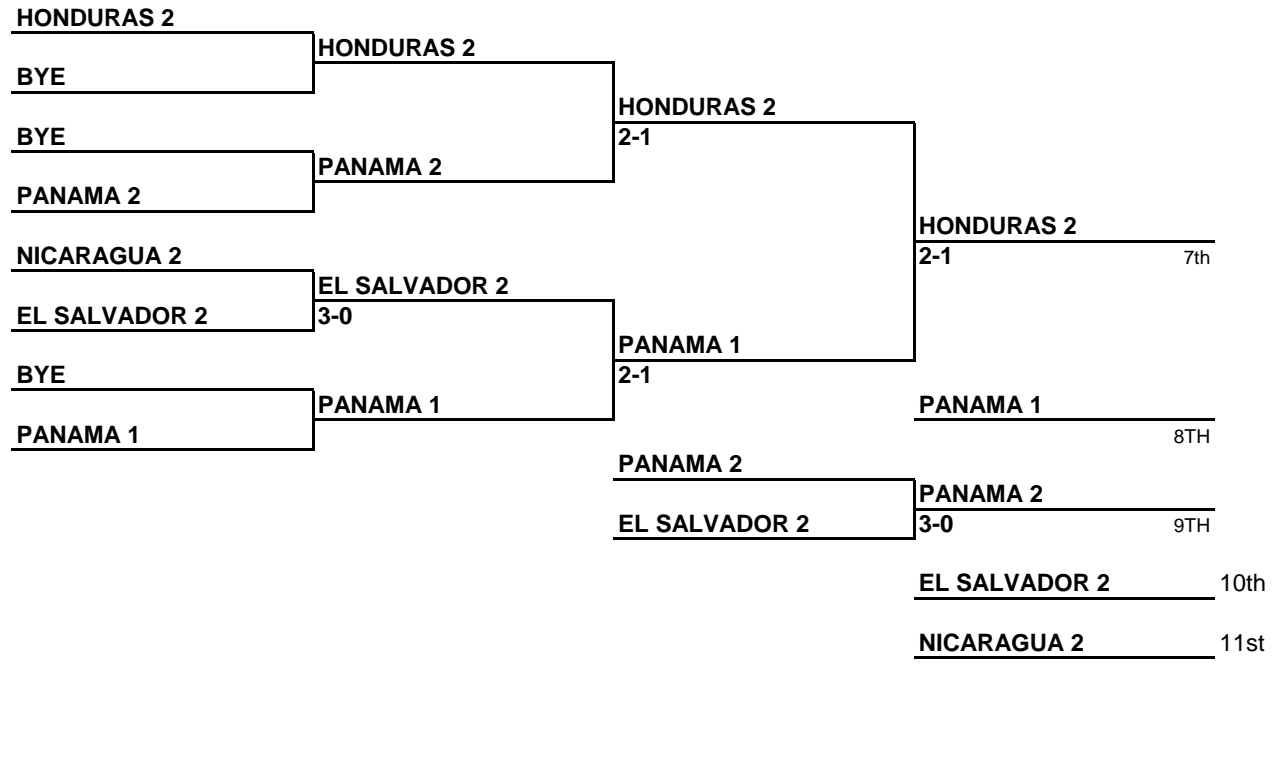 HONDURAS 2
HONDURAS 2
BYE
HONDURAS 2
BYE
2-1
PANAMA 2
PANAMA 2
HONDURAS 2
NICARAGUA 2
2-1 7th
EL SALVADOR 2
EL SALVADOR 2
3-0
PANAMA 1
BYE
2-1
PANAMA 1
PANAMA 1
PANAMA 1
8TH
PANAMA 2
PANAMA 2
EL SALVADOR 2
3-0 9TH
EL SALVADOR 2 10th
NICARAGUA 2 11st